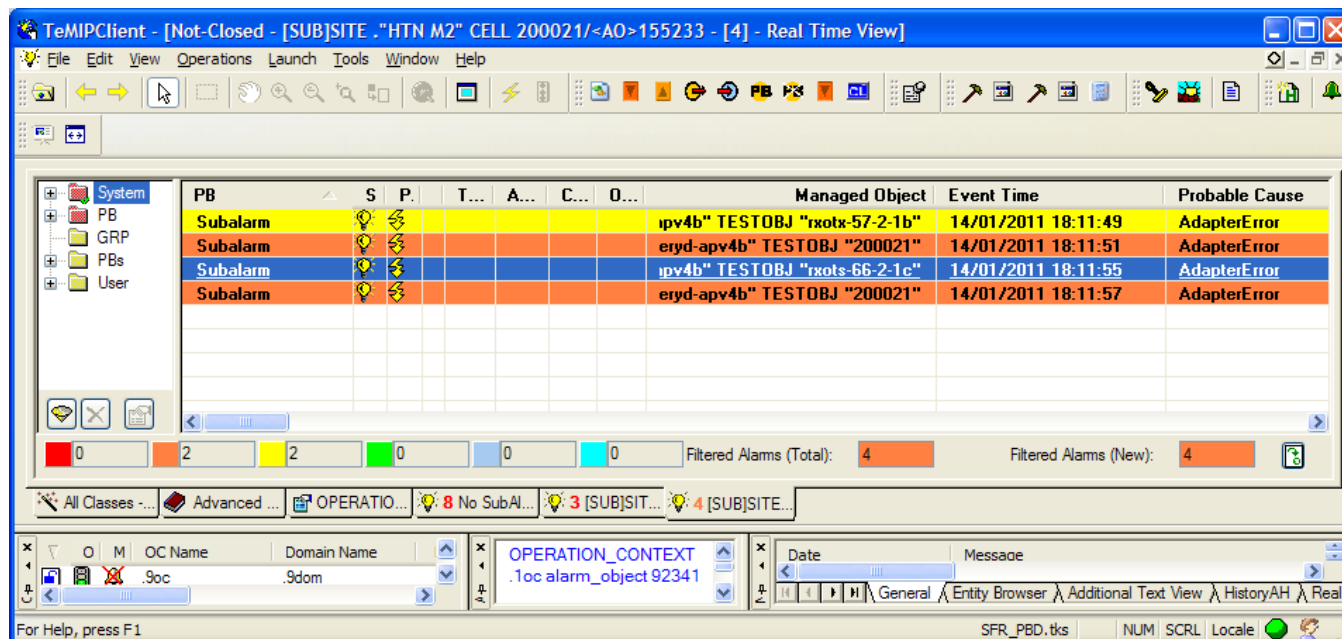 TeMIPClient - [Not-Closed - [SUB]SITE ."HTN M2" CELL 200021/<AO>155233 - [4] - Real Time View]
File Edit View Operations Launch Tools Window Help
PB CL
System
PB
GRP
PBs
User
PB S P. T... A... C... O... Managed Object Event Time Probable Cause
Subalarm ıpv4b" TESTOBJ "rxotx-57-2-1b" 14/01/2011 18:11:49 AdapterError
Subalarm eryd-apv4b" TESTOBJ "200021" 14/01/2011 18:11:51 AdapterError
Subalarm ıpv4b" TESTOBJ "rxots-66-2-1c" 14/01/2011 18:11:55 AdapterError
Subalarm eryd-apv4b" TESTOBJ "200021" 14/01/2011 18:11:57 AdapterError
0 2 2 0 0 0 Filtered Alarms (Total): 4 Filtered Alarms (New): 4
All Classes -... Advanced ... OPERATIO... 8 No SubAl... 3 [SUB]SIT... 4 [SUB]SITE...
O M OC Name Domain Name
.9oc .9dom
OPERATION_CONTEXT
.1oc alarm_object 92341
Date Message
General Entity Browser Additional Text View HistoryAH Real
For Help, press F1 SFR_PBD.tks NUM SCRL Locale